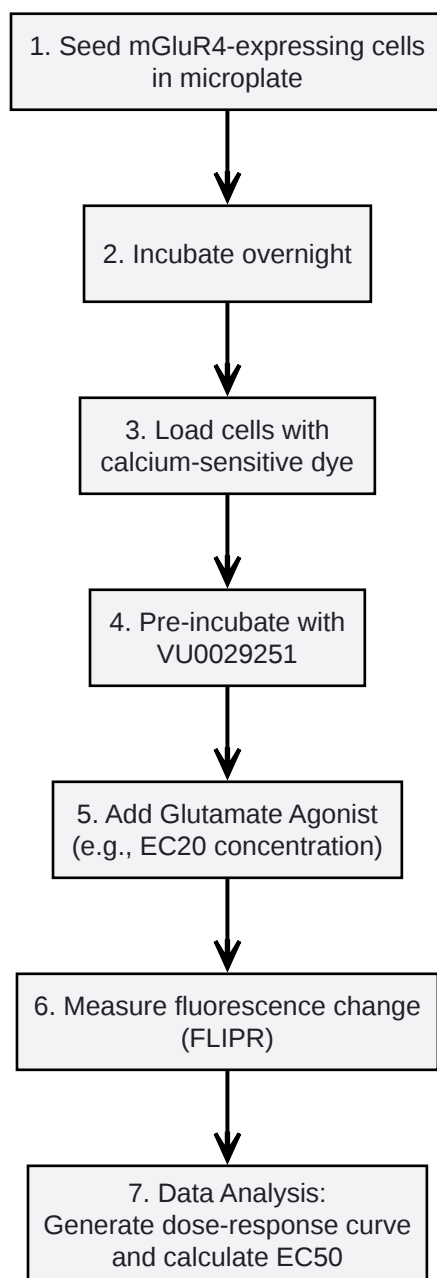 1. Seed mGluR4-expressing cells
in microplate
2. Incubate overnight
3. Load cells with
calcium-sensitive dye
4. Pre-incubate with
VU0029251
5. Add Glutamate Agonist
(e.g., EC20 concentration)
6. Measure fluorescence change
(FLIPR)
7. Data Analysis:
Generate dose-response curve
and calculate EC50